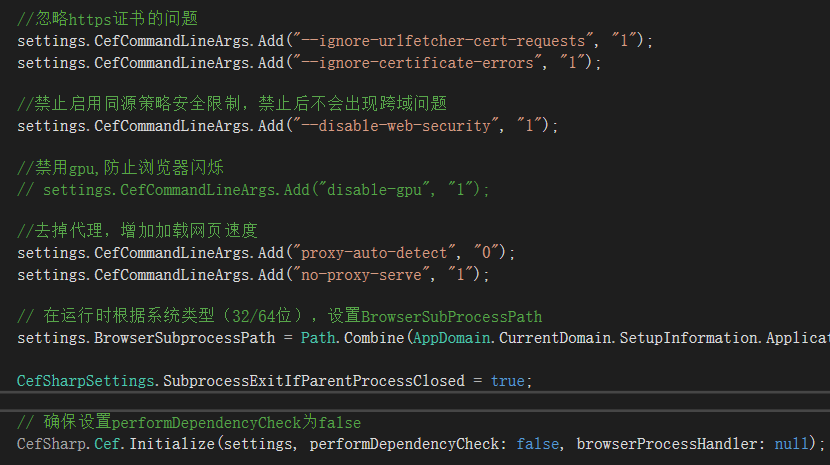 //忽略https证书的问题
settings.CefCommandLineArgs.Add("--ignore-urlfetcher-cert-requests", "1");
settings.CefCommandLineArgs.Add("--ignore-certificate-errors", "1");
//禁止启用同源策略安全限制，禁止后不会出现跨域问题
settings.CefCommandLineArgs.Add("--disable-web-security", "1");
//禁用gpu,防止浏览器闪烁
// settings.CefCommandLineArgs.Add("disable-gpu", "1");
//去掉代理，增加加载网页速度
settings.CefCommandLineArgs.Add("proxy-auto-detect", "0");
settings.CefCommandLineArgs.Add("no-proxy-serve", "1");
// 在运行时根据系统类型（32/64位），设置BrowserSubProcessPath
settings.BrowserSubprocessPath = Path.Combine(AppDomain.CurrentDomain.SetupInformation.Applicat
CefSharpSettings.SubprocessExitIfParentProcessClosed = true;
// 确保设置performDependencyCheck为false
CefSharp.Cef.Initialize(settings, performDependencyCheck: false, browserProcessHandler: null);